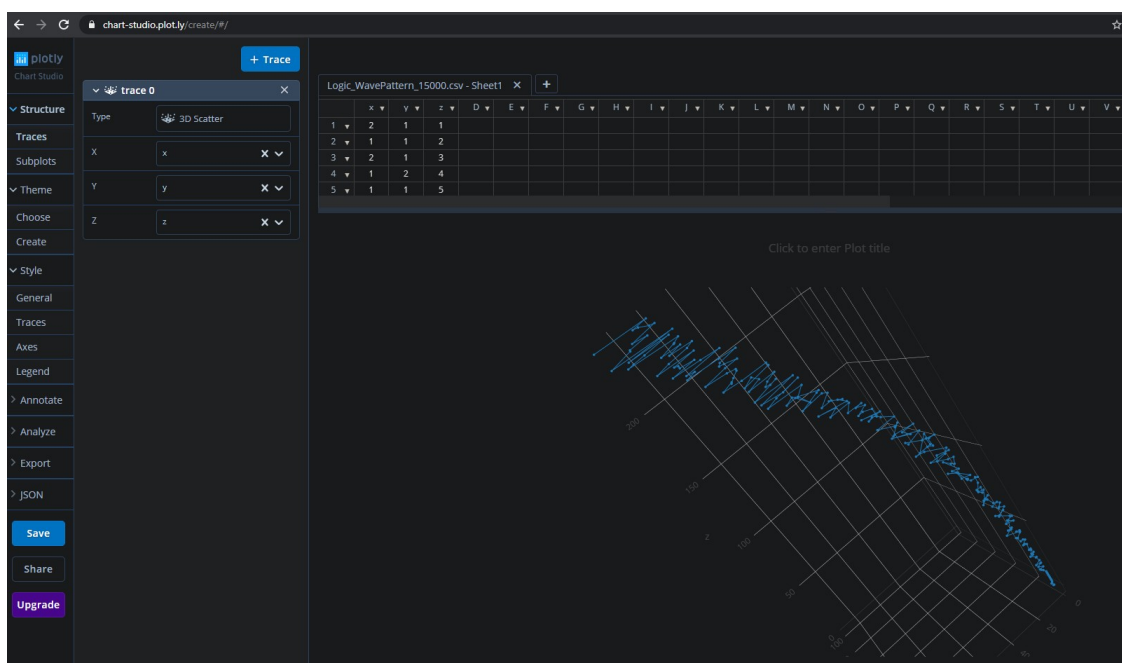 chart-studio.plot.ly/create/#/
plotly
Chart Studio
Structure
Traces
Subplots
Theme
Choose
Create
Style
General
Traces
Axes
Legend
Annotate
Analyze
Export
JSON
Save
Share
Upgrade
+ Trace
trace 0
Type 3D Scatter
X x
Y y
Z z
Logic_WavePattern_15000.csv - Sheet1
x y z D E F G H I J K L M N O P Q R S T U V
1 2 1 1
2 1 1 2
3 2 1 3
4 1 2 4
5 1 1 5
Click to enter Plot title
200
150
z
100
50
0
100
0
20